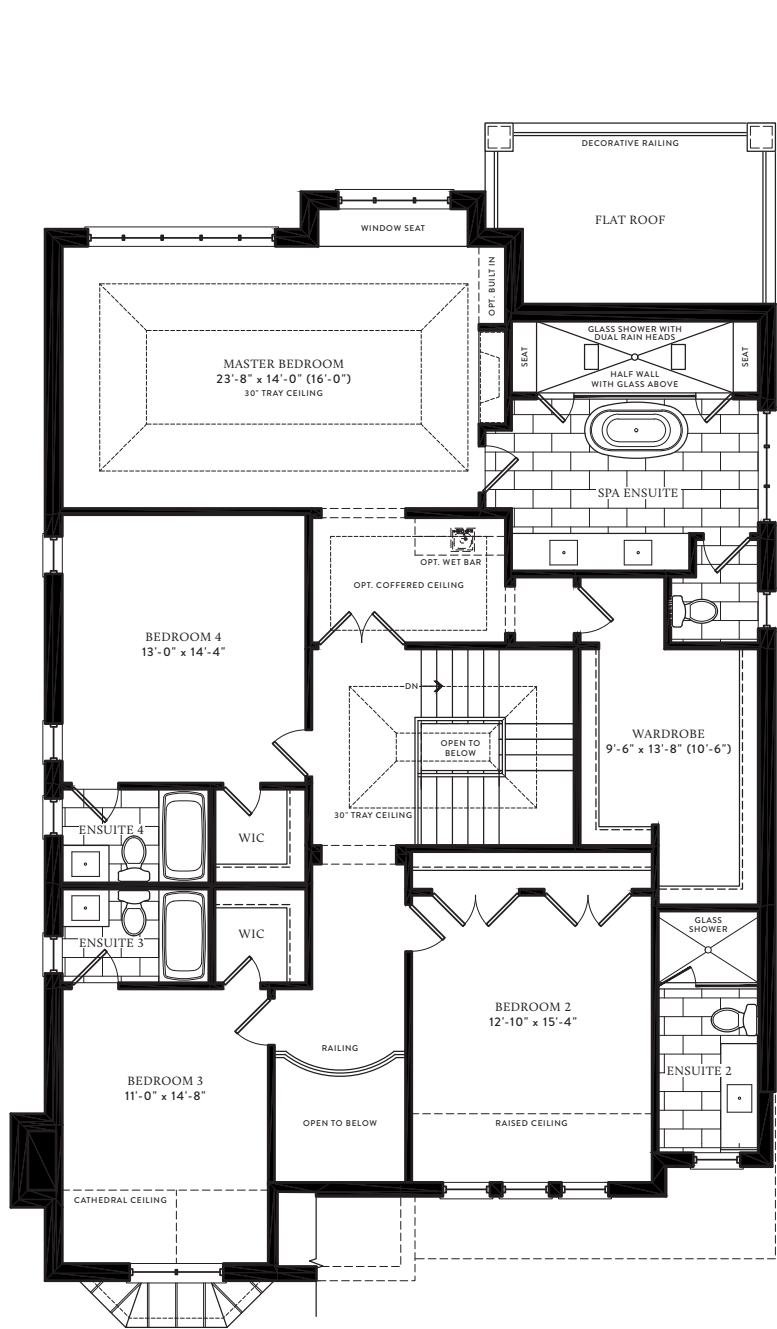 DECORATIVE RAILING
FLAT ROOF
WINDOW SEAT
OPT. BUILT IN
GLASS SHOWER WITH
DUAL RAIN HEADS
SEAT
SEAT
HALF WALL
WITH GLASS ABOVE
MASTER BEDROOM
23'-8" x 14'-0" (16'-0")
30" TRAY CEILING
SPA ENSUITE
OPT. WET BAR
OPT. COFFERED CEILING
BEDROOM 4
13'-0" x 14'-4"
DN
OPEN TO
BELOW
WARDROBE
9'-6" x 13'-8" (10'-6")
30" TRAY CEILING
ENSUITE 4
WIC
ENSUITE 3
WIC
GLASS
SHOWER
BEDROOM 2
12'-10" x 15'-4"
RAILING
ENSUITE 2
BEDROOM 3
11'-0" x 14'-8"
OPEN TO BELOW
RAISED CEILING
CATHEDRAL CEILING